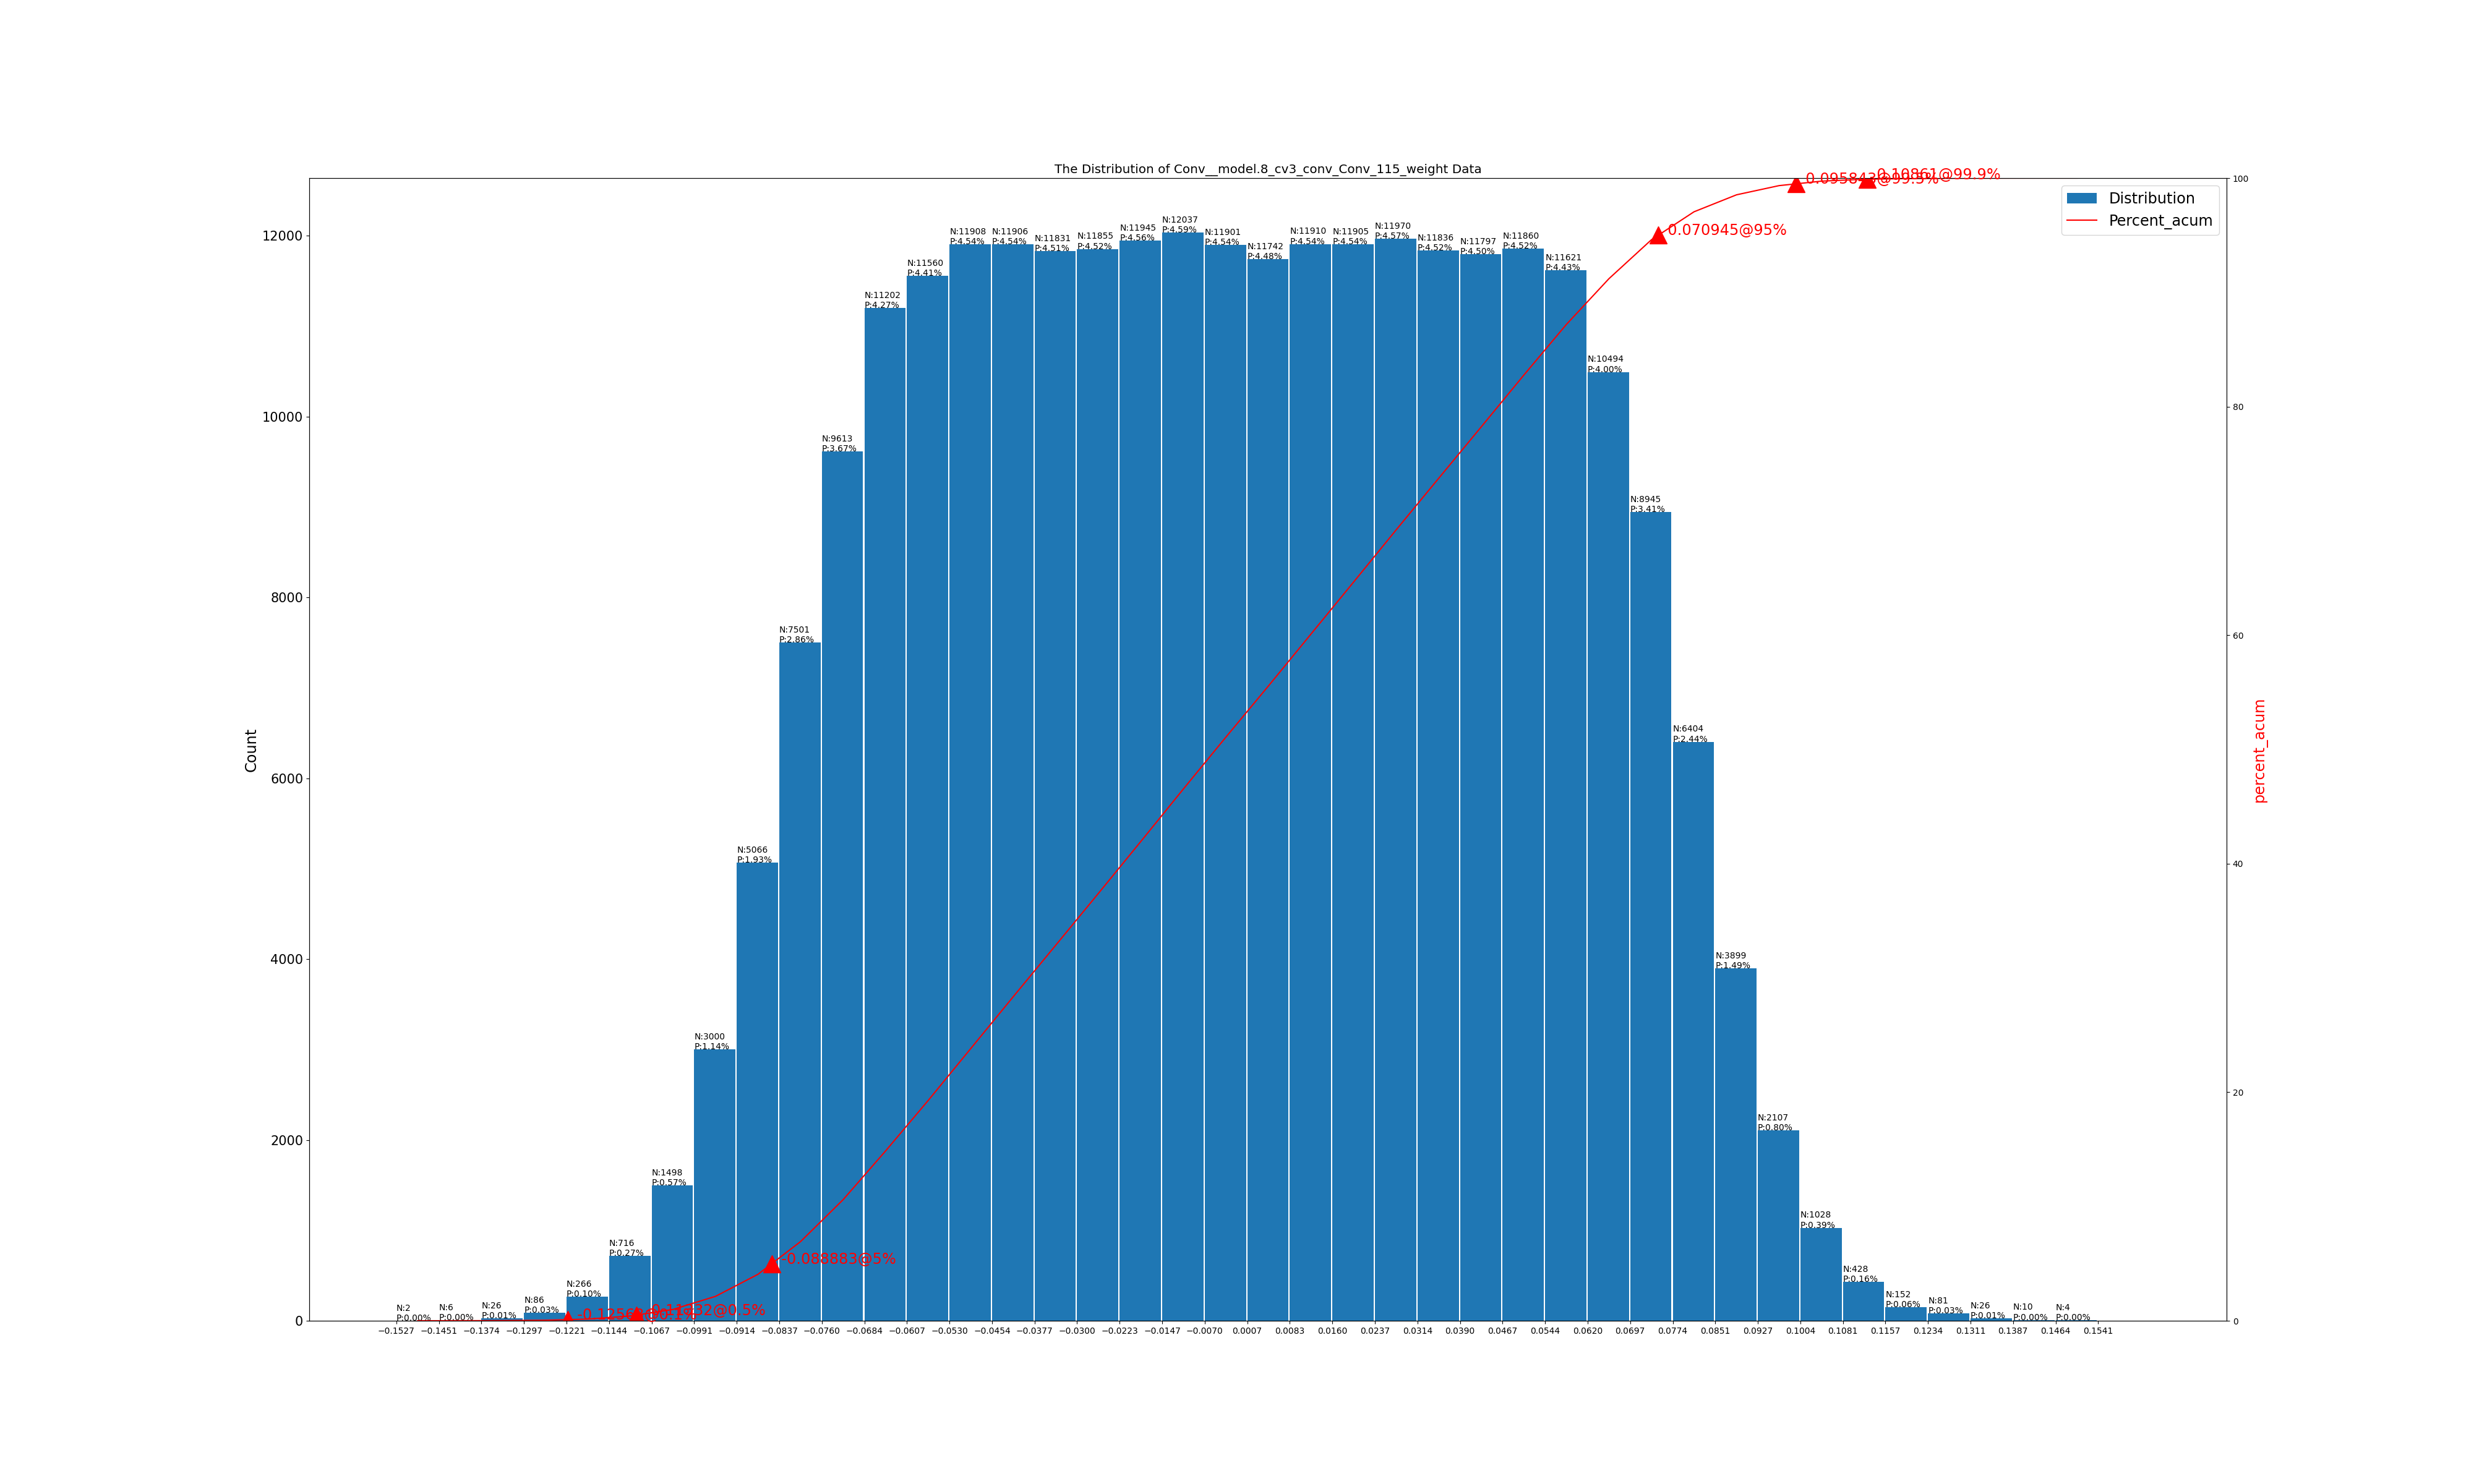 The Distribution of Conv__model.8_cv3_conv_Conv_115_weight Data
Distribution
Percent_acum
Count
percent_acum
12000
10000
8000
6000
4000
2000
0
100
80
60
40
20
0
N:2
P:0.00%
N:6
P:0.00%
N:26
P:0.01%
N:86
P:0.03%
N:266
P:0.10%
N:716
P:0.27%
N:1498
P:0.57%
N:3000
P:1.14%
N:5066
P:1.93%
N:7501
P:2.86%
N:9613
P:3.67%
N:11202
P:4.27%
N:11560
P:4.41%
N:11908
P:4.54%
N:11906
P:4.54%
N:11831
P:4.51%
N:11855
P:4.52%
N:11945
P:4.56%
N:12037
P:4.59%
N:11901
P:4.54%
N:11742
P:4.48%
N:11910
P:4.54%
N:11905
P:4.54%
N:11970
P:4.57%
N:11836
P:4.52%
N:11797
P:4.50%
N:11860
P:4.52%
N:11621
P:4.43%
N:10494
P:4.00%
N:8945
P:3.41%
N:6404
P:2.44%
N:3899
P:1.49%
N:2107
P:0.80%
N:1028
P:0.39%
N:428
P:0.16%
N:152
P:0.06%
N:81
P:0.03%
N:26
P:0.01%
N:10
P:0.00%
N:4
P:0.00%
-0.088883@5%
0.070945@95%
0.095843@99.5%
0.10861@99.9%
−0.1527 −0.1451 −0.1374 −0.1297 −0.1221 −0.1144 −0.1067 −0.0991 −0.0914 −0.0837 −0.0760 −0.0684 −0.0607 −0.0530 −0.0454 −0.0377 −0.0300 −0.0223 −0.0147 −0.0070 0.0007 0.0083 0.0160 0.0237 0.0314 0.0390 0.0467 0.0544 0.0620 0.0697 0.0774 0.0851 0.0927 0.1004 0.1081 0.1157 0.1234 0.1311 0.1387 0.1464 0.1541